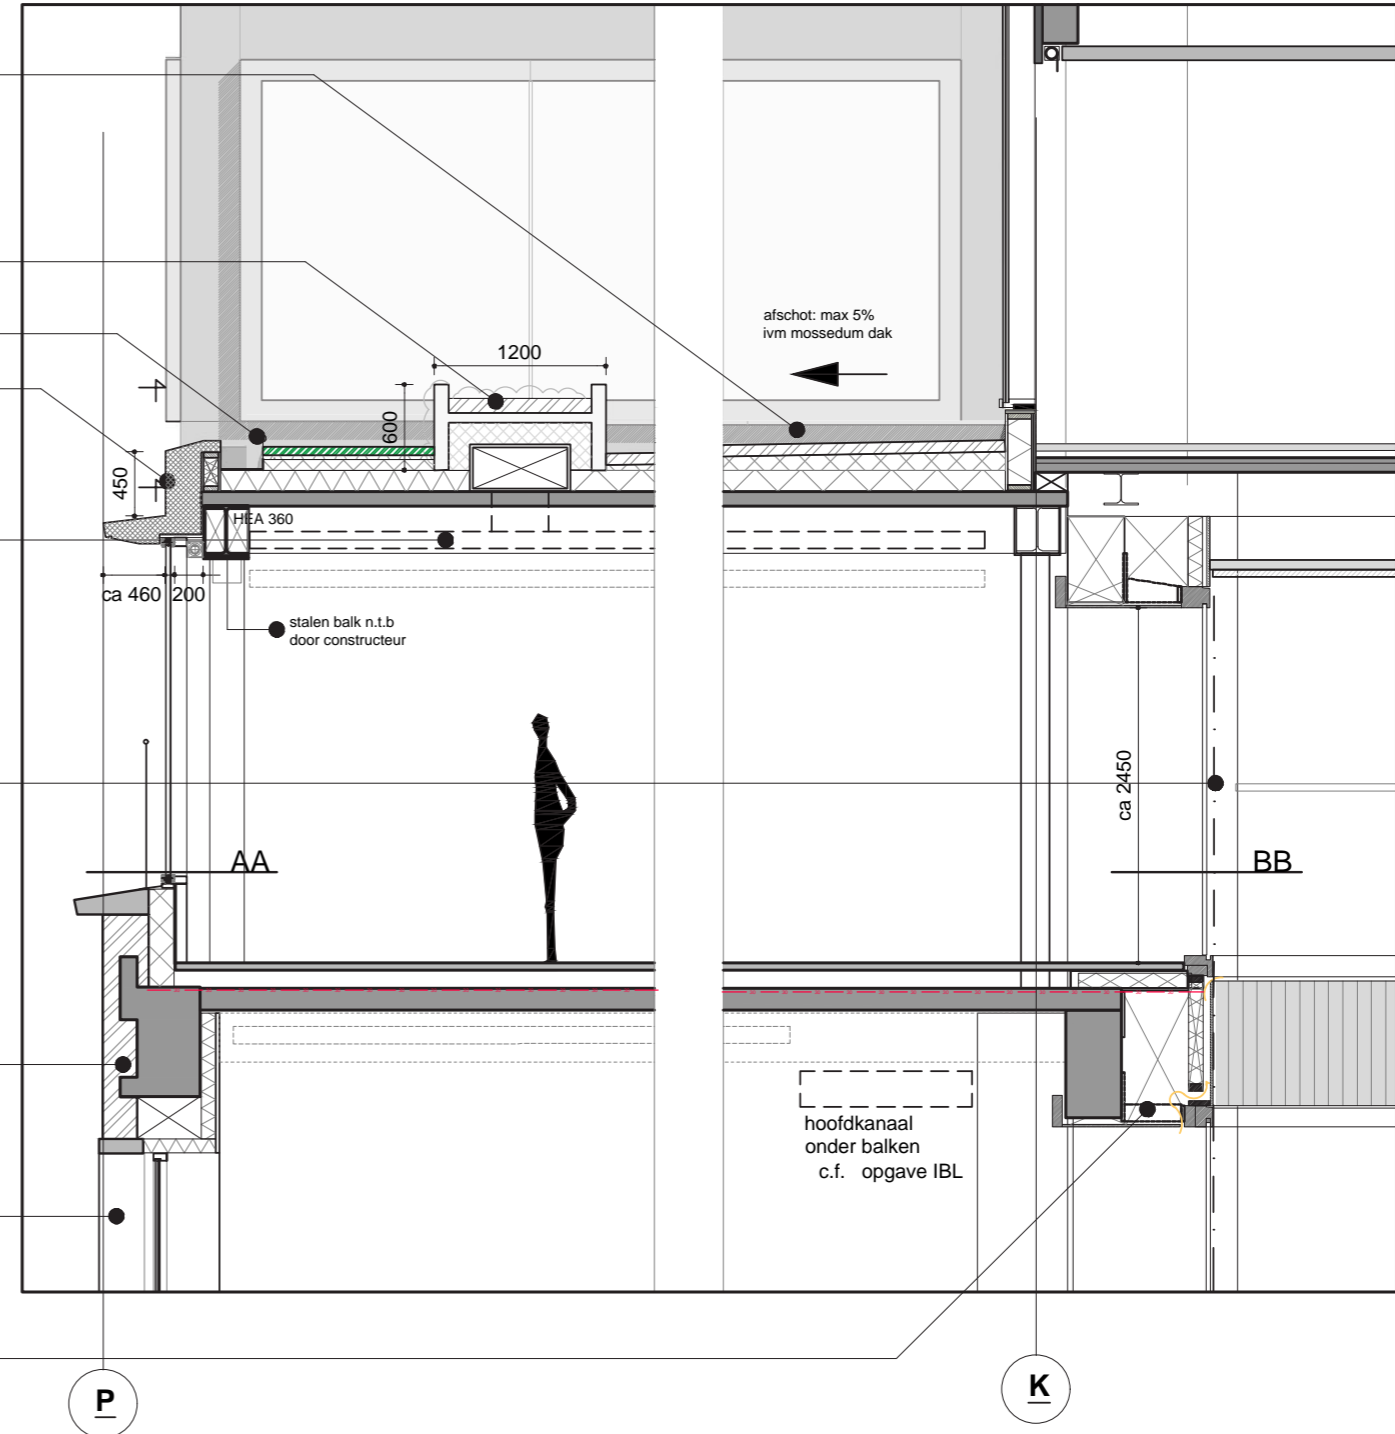 afschot: max 5%
ivm mossedum dak
1200
600
450
HEA 360
ca 460
200
stalen balk n.t.b
door constructeur
ca 2450
AA
BB
hoofdkanaal
onder balken
c.f. opgave IBL
P
K